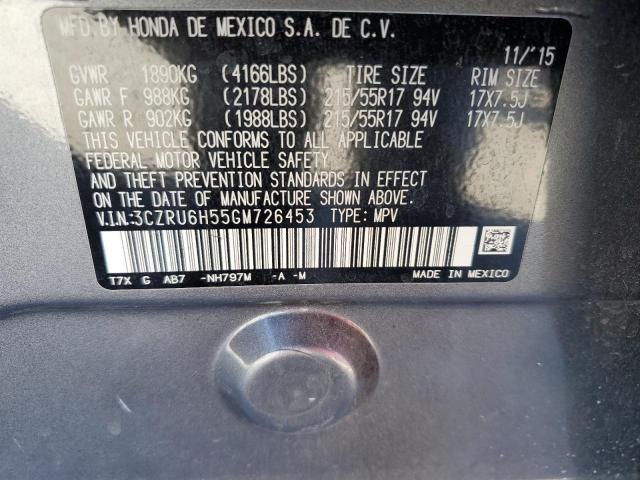 MFD.BY HONDA DE MEXICO S.A. DE C.V.
11/'15
GVWR 1890KG (4166LBS) TIRE SIZE RIM SIZE
GAWR F 988KG (2178LBS) 215/55R17 94V 17X7.5J
GAWR R 902KG (1988LBS) 215/55R17 94V 17X7.5J
THIS VEHICLE CONFORMS TO ALL APPLICABLE
FEDERAL MOTOR VEHICLE SAFETY
AND THEFT PREVENTION STANDARDS IN EFFECT
ON THE DATE OF MANUFACTURE SHOWN ABOVE.
V.I.N:3CZRU6H55GM726453 TYPE: MPV
T7X G AB7 -NH797M -A -M MADE IN MEXICO